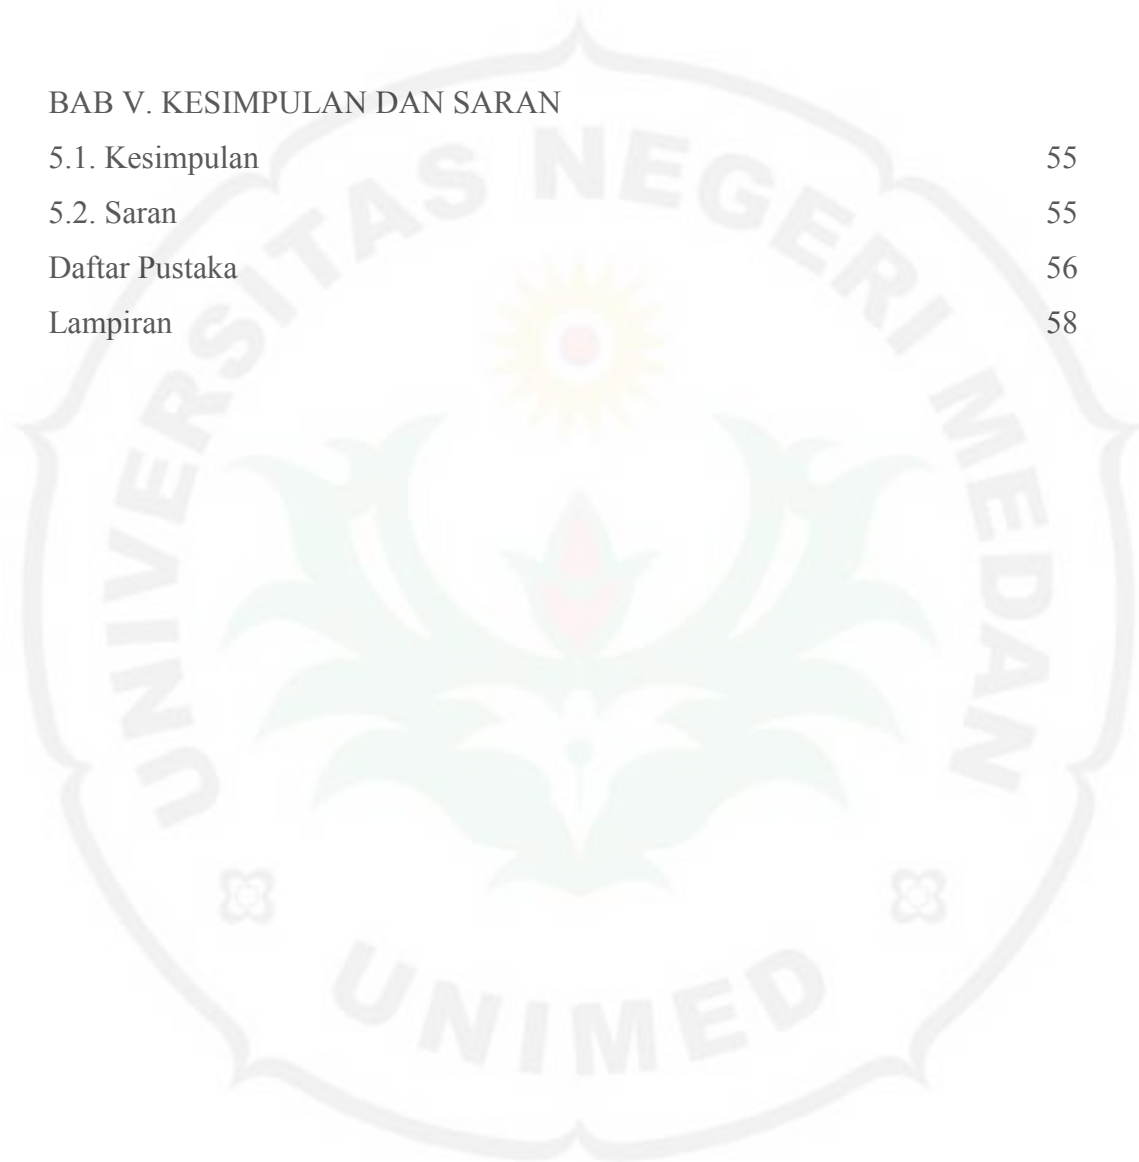 BAB V. KESIMPULAN DAN SARAN
5.1. Kesimpulan 55
5.2. Saran 55
Daftar Pustaka 56
Lampiran 58
UNIVERSITAS NEGERI MEDAN
UNIMED